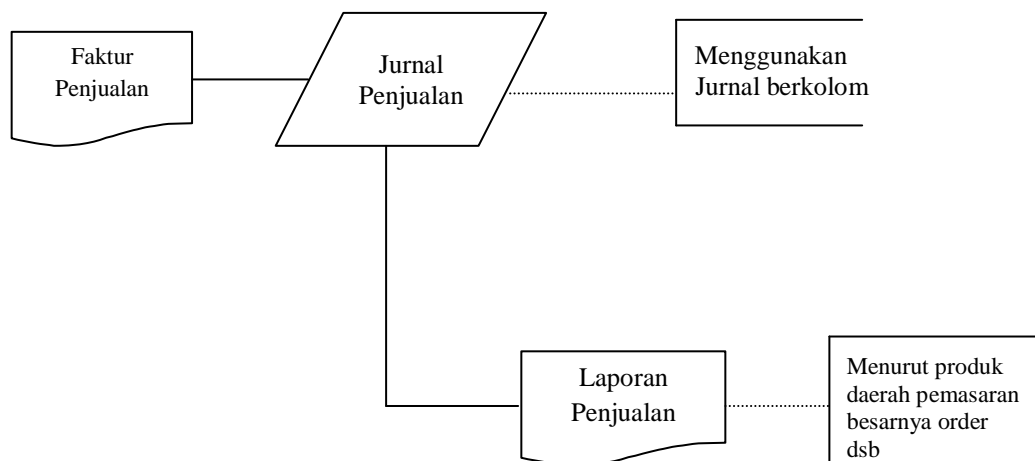 Faktur
Penjualan
Jurnal
Penjualan
Menggunakan
Jurnal berkolom
Laporan
Penjualan
Menurut produk
daerah pemasaran
besarnya order
dsb